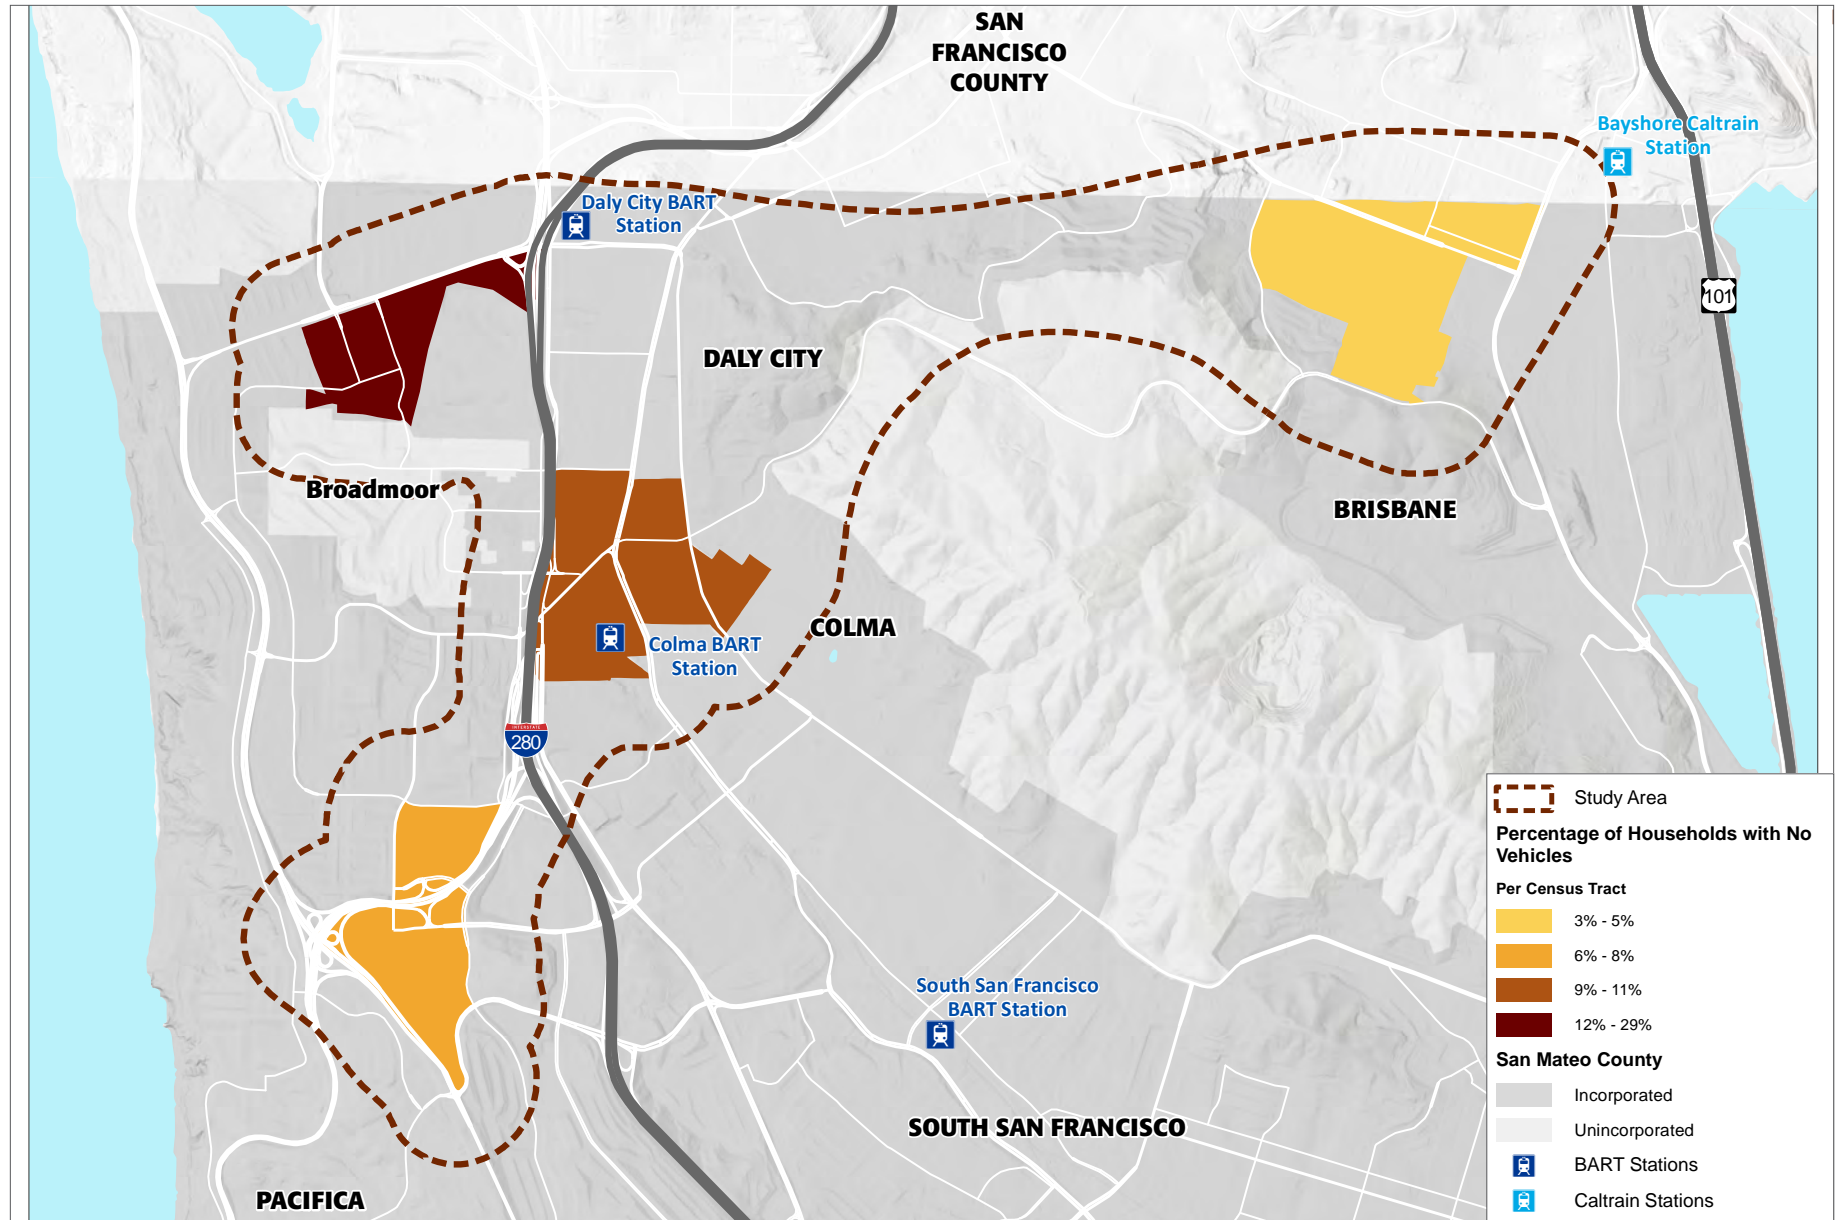 SAN
FRANCISCO
COUNTY
Bayshore Caltrain
Station
Daly City BART
Station
101
DALY CITY
Broadmoor
BRISBANE
COLMA
Colma BART
Station
INTERSTATE
280
South San Francisco
BART Station
SOUTH SAN FRANCISCO
PACIFICA
Study Area
Percentage of Households with No
Vehicles
Per Census Tract
3% - 5%
6% - 8%
9% - 11%
12% - 29%
San Mateo County
Incorporated
Unincorporated
BART Stations
Caltrain Stations